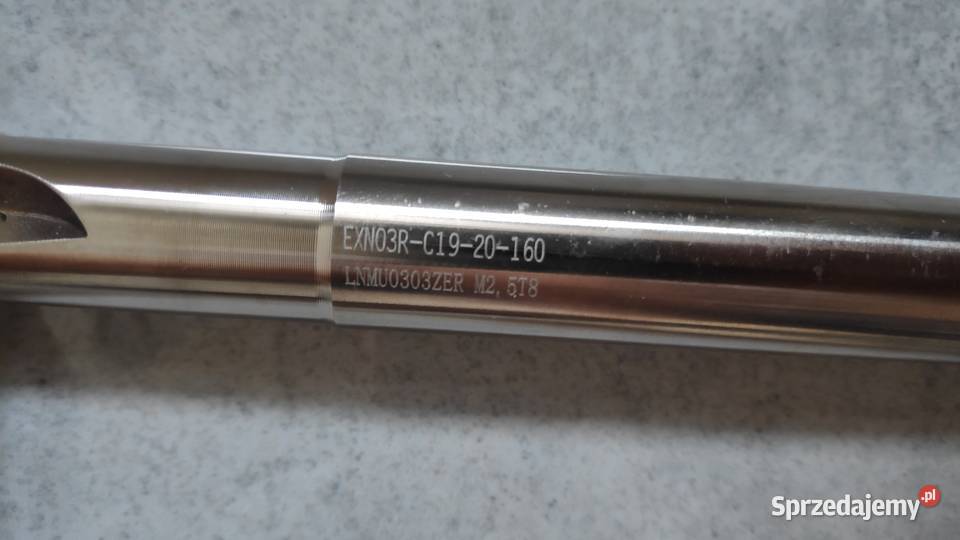 EXN03R-C19-20-160
LNMU0303ZER M2.5T8
Sprzedajemy.pl